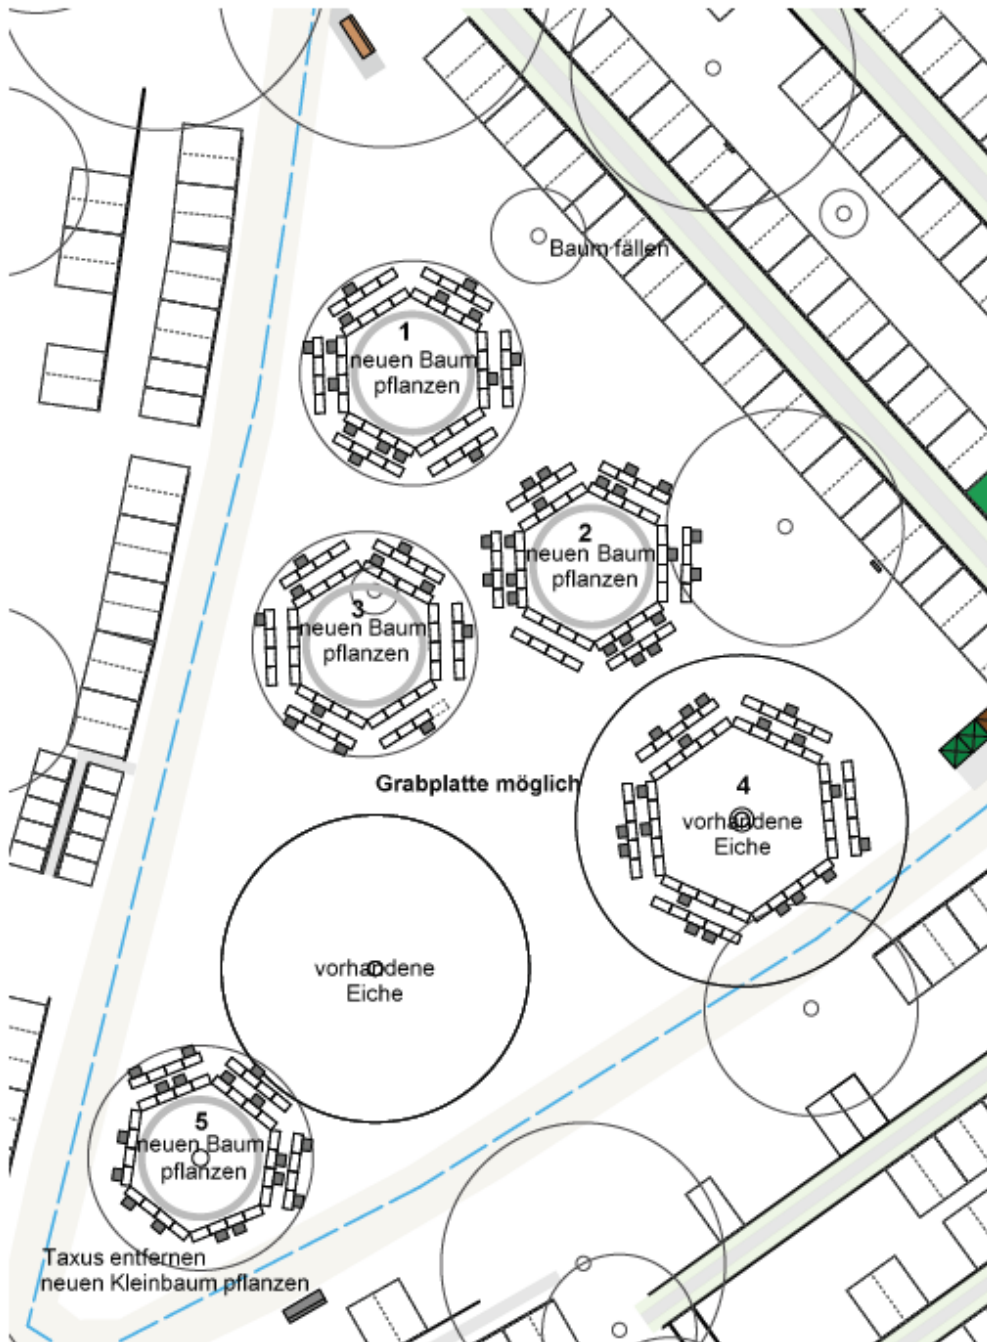 Baum fällen
1
neuen Baum
pflanzen
2
neuen Baum
pflanzen
3
neuen Baum
pflanzen
Grabplatte möglich
4
vorhandene
Eiche
vorhandene
Eiche
5
neuen Baum
pflanzen
Taxus entfernen
neuen Kleinbaum pflanzen